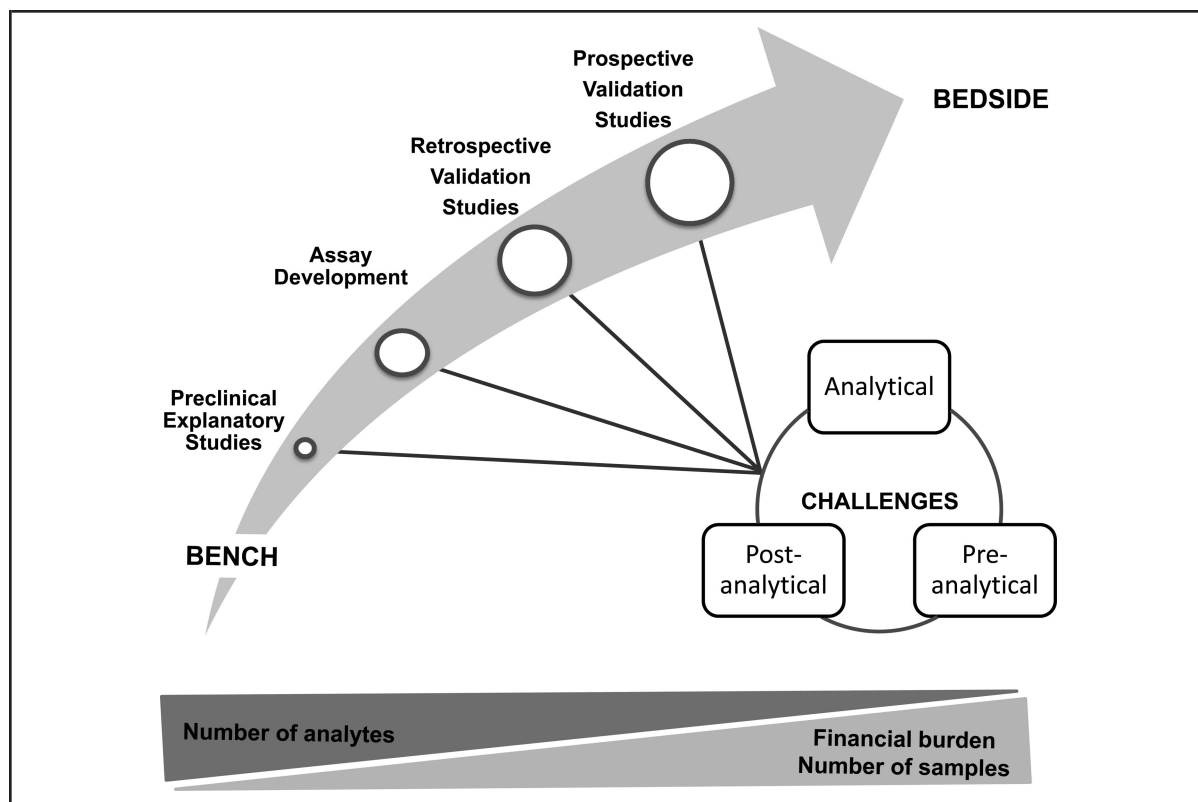 Prospective
Validation
Studies
BEDSIDE
Retrospective
Validation
Studies
Assay
Development
Preclinical
Explanatory
Studies
BENCH
Analytical
CHALLENGES
Post-
analytical
Pre-
analytical
Number of analytes
Financial burden
Number of samples